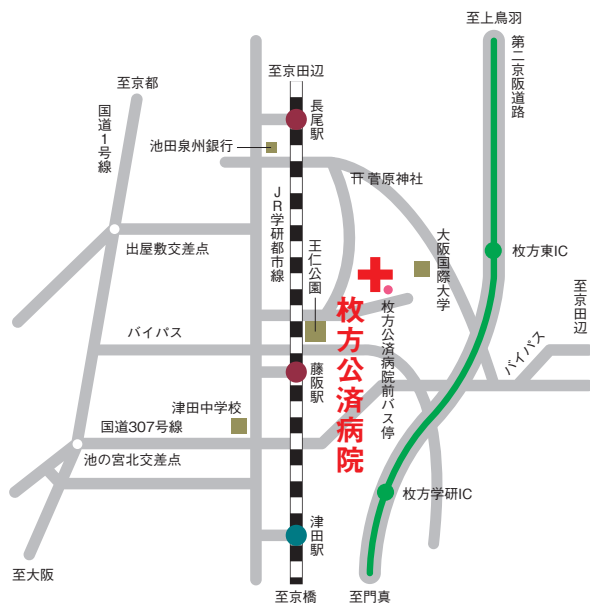 至上鳥羽
第二京阪道路
至京田辺
至京都
国道1号線
長尾駅
池田泉州銀行
菅原神社
JR学研都市線
王仁公園
大阪国際大学
枚方東IC
出屋敷交差点
至京田辺
バイパス
枚方公済病院
枚方公済病院前バス停
バイパス
藤阪駅
津田中学校
国道307号線
池の宮北交差点
枚方学研IC
津田駅
至大阪
至京橋
至門真